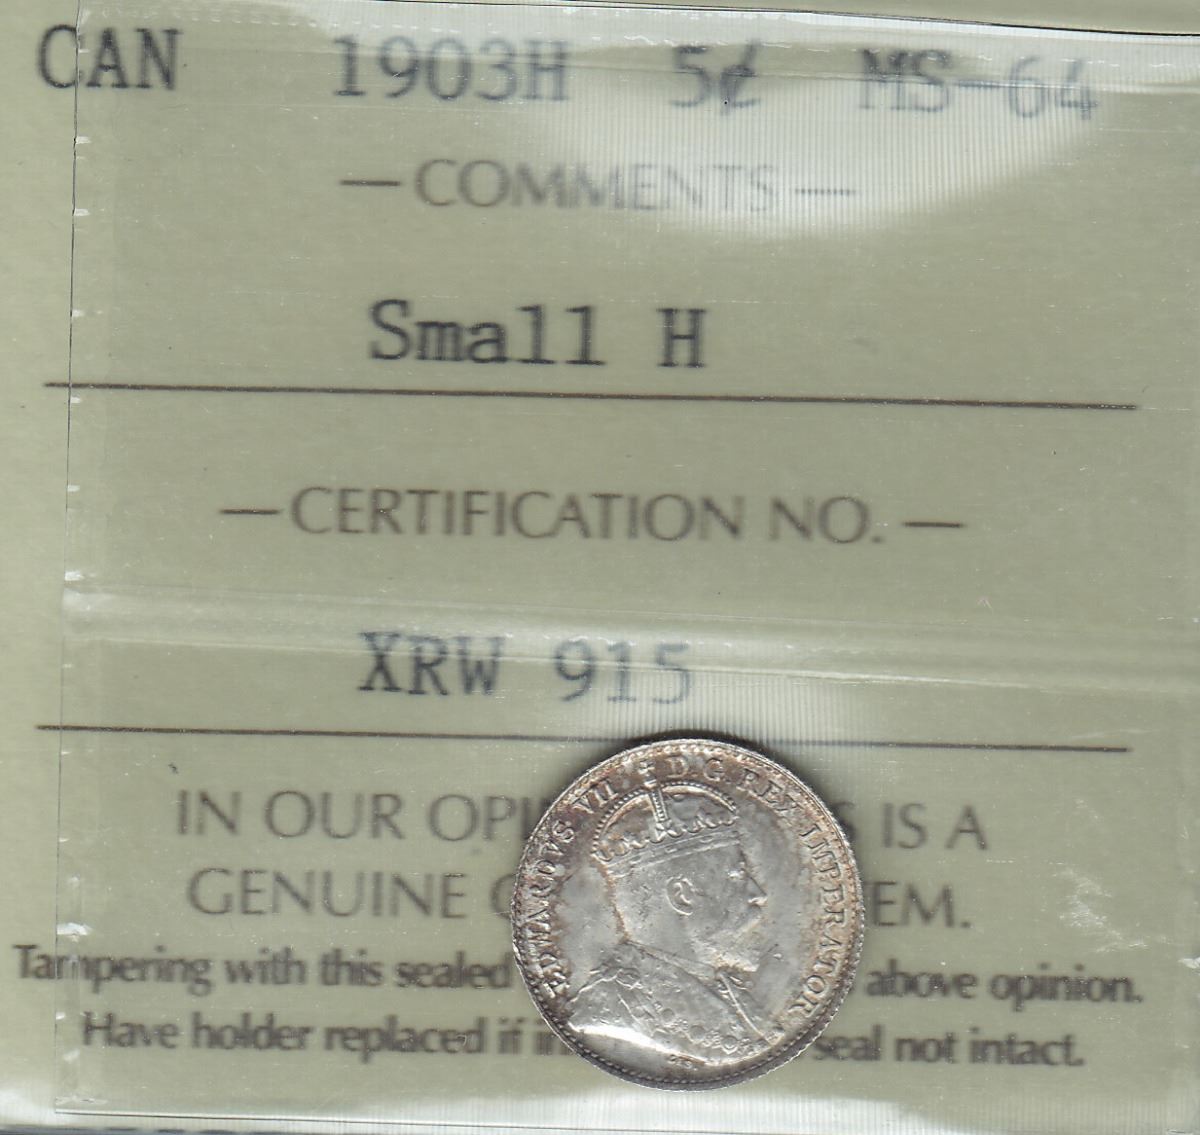 CAN 1903H 5¢ MS-64
— COMMENTS —
Small H
— CERTIFICATION NO. —
XRW 915
IN OUR OPI S IS A
GENUINE EM.
Tampering with this sealed above opinion.
Have holder replaced if seal not intact.
EDWARDVS VII D.G. REX IMPERATOR